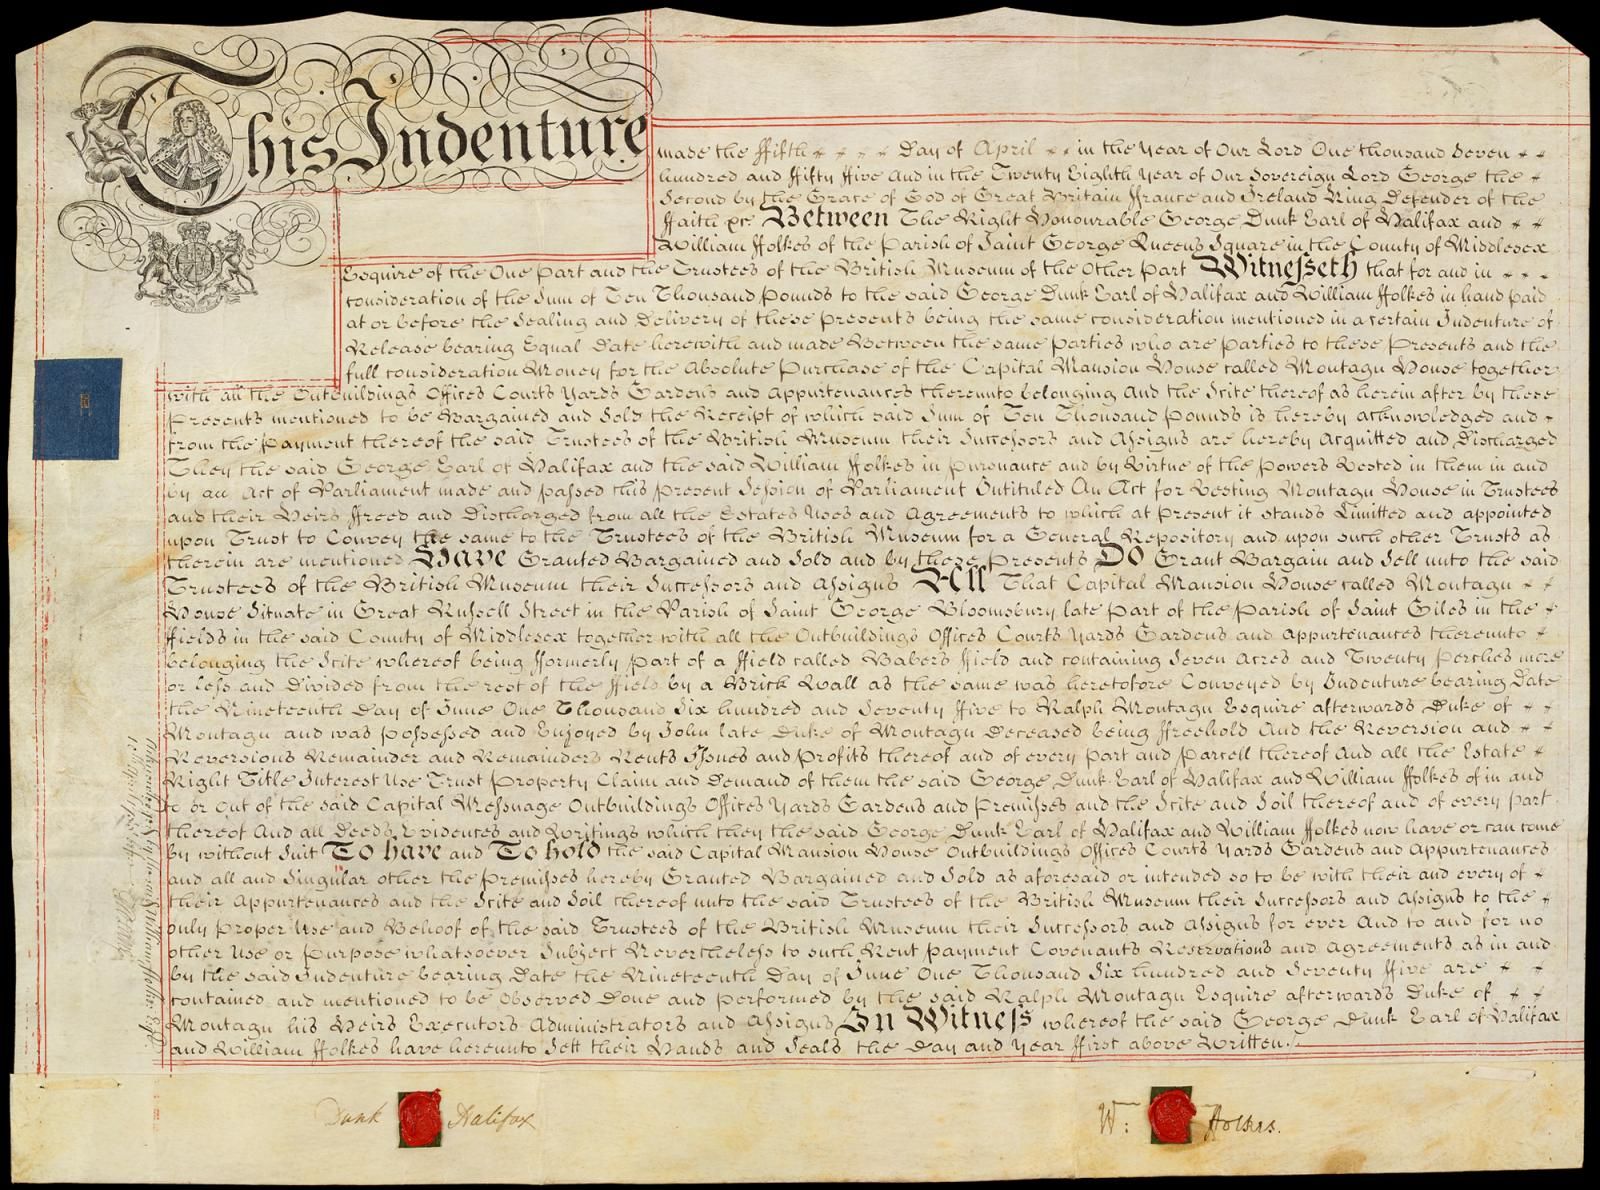 This Indenture
made the ffifth Day of April in the Year of Our Lord One thousand Seven
hundred and ffifty ffive And in the Twenty Eighth Year of Our Sovereign Lord George the
Second by the Grace of God of Great Britain ffrance and Ireland King Defender of the
ffaith &c. Between The Right Honourable George Dunk Earl of Halifax and
William ffolkes of the Parish of Saint George Queens Square in the County of Middlesex
Esquire of the One Part and the Trustees of the British Museum of the Other Part Witnesseth that for and in
consideration of the Sum of Ten Thousand Pounds to the said George Dunk Earl of Halifax and William ffolkes in hand paid
at or before the Sealing and Delivery of these Presents being the same consideration mentioned in a certain Indenture of
Release bearing Equal Date herewith and made Between the same Parties who are Parties to these Presents and the
full consideration Money for the Absolute Purchase of the Capital Mansion House called Montagu House together
with all the Outbuildings Offices Courts Yards Gardens and Appurtenances thereunto belonging And the Scite thereof as herein after by these
Presents mentioned to be Bargained and Sold the Receipt of which said Sum of Ten Thousand Pounds is hereby acknowledged and
from the Payment thereof the said Trustees of the British Museum their Successors and Assigns are hereby Acquitted and Discharged
They the said George Earl of Halifax and the said William ffolkes in pursuance and by Virtue of the Powers Vested in them in and
by an Act of Parliament made and passed this present Session of Parliament Intituled An Act for Vesting Montagu House in Trustees
and their Heirs ffreed and Discharged from all the Estates Uses and Agreements to which at Present it stands Limitted and appointed
upon Trust to Convey the same to the Trustees of the British Museum for a General Repository and upon such other Trusts as
therein are mentioned Have Granted Bargained and Sold and by these Presents Do Grant Bargain and Sell unto the said
Trustees of the British Museum their Successors and Assigns All That Capital Mansion House called Montagu
House Situate in Great Russell Street in the Parish of Saint George Bloomsbury late part of the Parish of Saint Giles in the
ffields in the said County of Middlesex together with all the Outbuildings Offices Courts Yards Gardens and Appurtenances thereunto
belonging the Scite whereof being fformerly part of a ffield called Babers ffield and containing Seven Acres and Twenty Perches more
or less and Divided from the rest of the ffield by a Brick Wall as the same was heretofore Conveyed by Indenture bearing Date
the Nineteenth Day of June One Thousand Six hundred and Seventy ffive to Ralph Montagu Esquire afterwards Duke of
Montagu and was possessed and Enjoyed by John late Duke of Montagu Deceased being ffreehold And the Reversion and
Reversions Remainder and Remainders Rents Issues and Profits thereof and of every Part and Parcell thereof And all the Estate
Right Title Interest Use Trust Property Claim and Demand of them the said George Dunk Earl of Halifax and William ffolkes of in and
to or out of the said Capital Messuage Outbuildings Offices Yards Gardens and Premisses and the Scite and Soil thereof and of every part
thereof And all Deeds Evidences and Writings which they the said George Dunk Earl of Halifax and William ffolkes now have or can come
by without Suit To have and To hold the said Capital Mansion House Outbuildings Offices Courts Yards Gardens and Appurtenances
and all and Singular other the Premisses hereby Granted Bargained and Sold as aforesaid or intended so to be with their and every of
their Appurtenances and the Scite and Soil thereof unto the said Trustees of the British Museum their Successors and Assigns to the
only Proper Use and Behoof of the said Trustees of the British Museum their Successors and Assigns for ever And to and for no
other Use or Purpose whatsoever Subject Nevertheless to such Rent payment Covenants Reservations and Agreements as in and
by the said Indenture bearing Date the Nineteenth Day of June One Thousand Six hundred and Seventy ffive are
contained and mentioned to be Observed Done and performed by the said Ralph Montagu Esquire afterwards Duke of
Montagu his Heirs Executors Administrators and Assigns In Witness whereof the said George Dunk Earl of Halifax
and William ffolkes have hereunto Sett their Hands and Seals the Day and Year ffirst above Written.
Dunk Halifax
W: ffolkes.